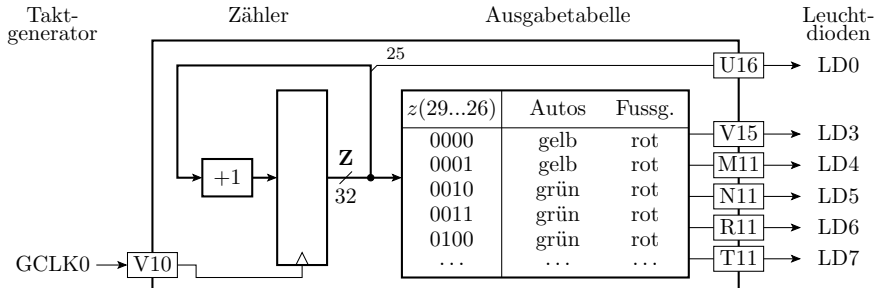 Takt-
generator
Zähler
Ausgabetabelle
Leucht-
dioden
25
U16
LD0
z(29...26) Autos Fussg.
0000 gelb rot
0001 gelb rot
0010 grün rot
0011 grün rot
0100 grün rot
... ... ...
V15 LD3
M11 LD4
N11 LD5
R11 LD6
T11 LD7
+1
Z
32
GCLK0
V10